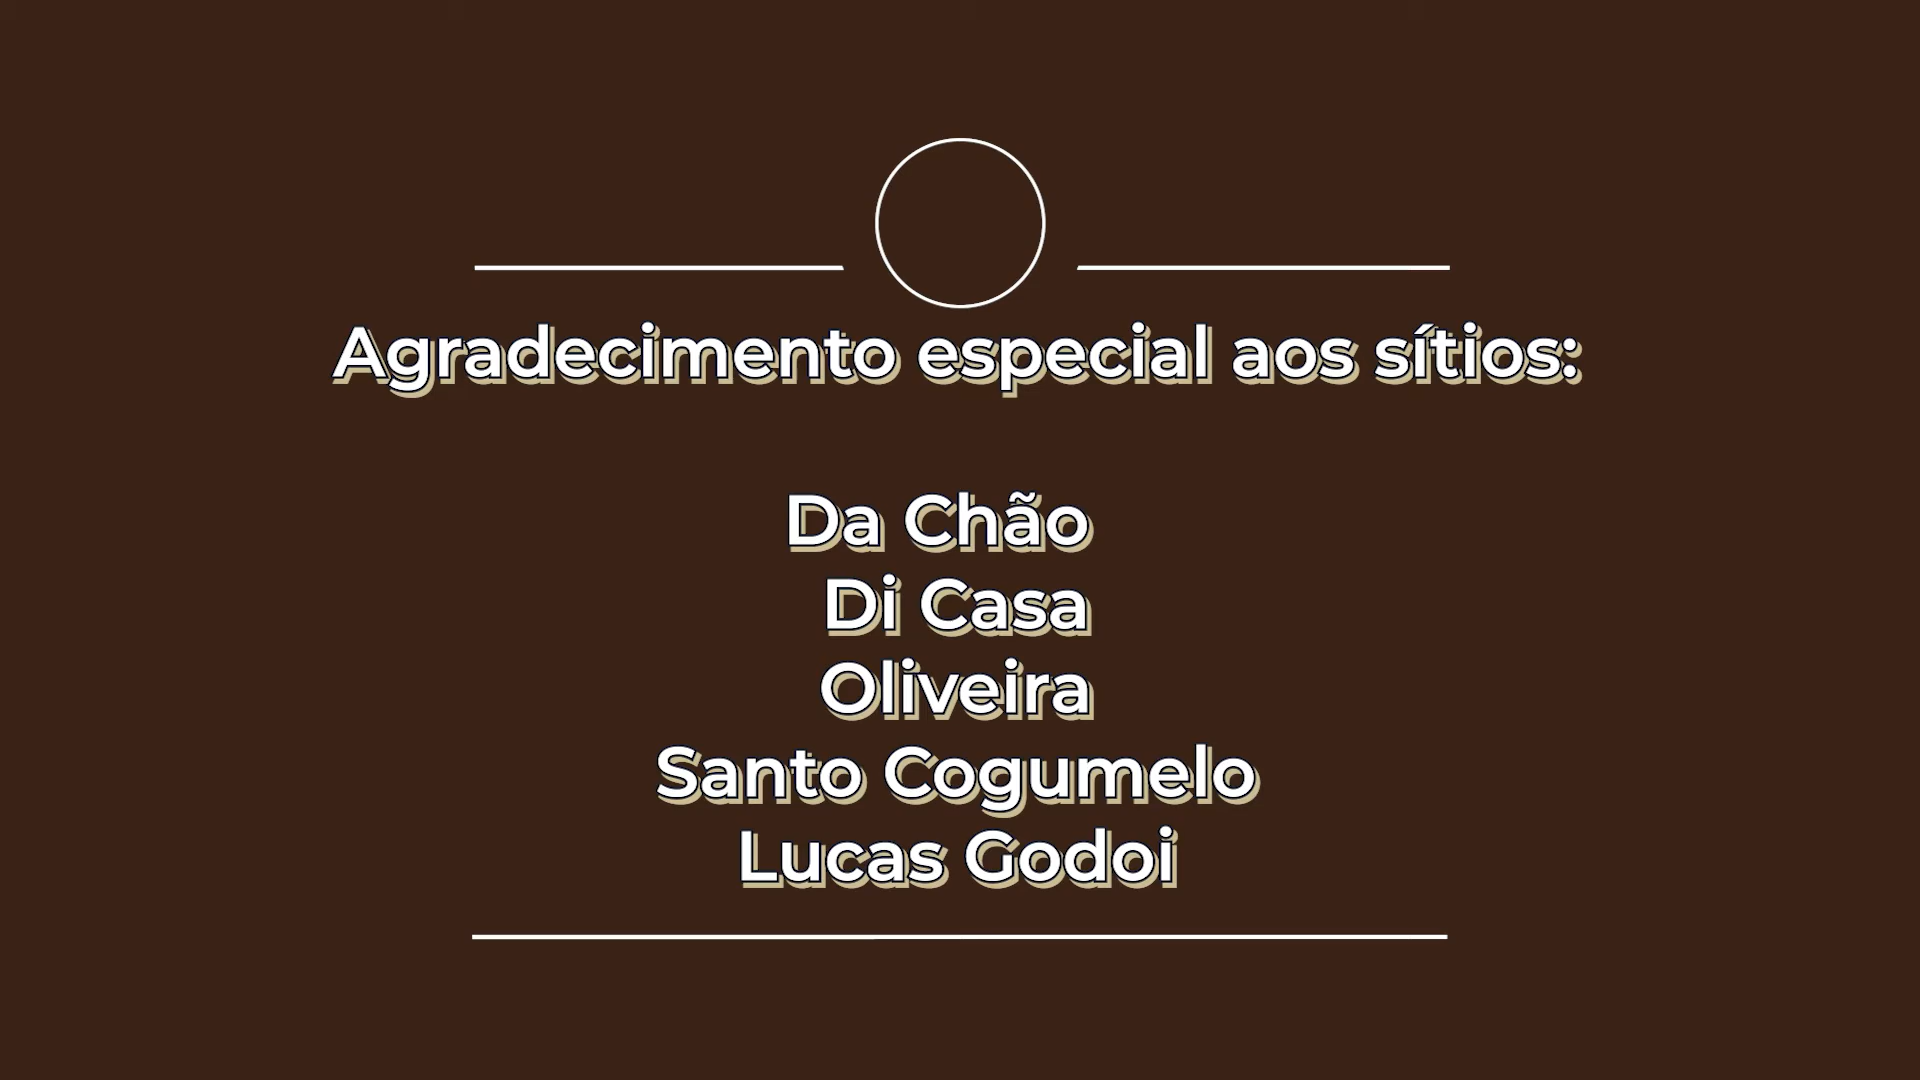 Agradecimento especial aos sítios:
Da Chão
Di Casa
Oliveira
Santo Cogumelo
Lucas Godoi